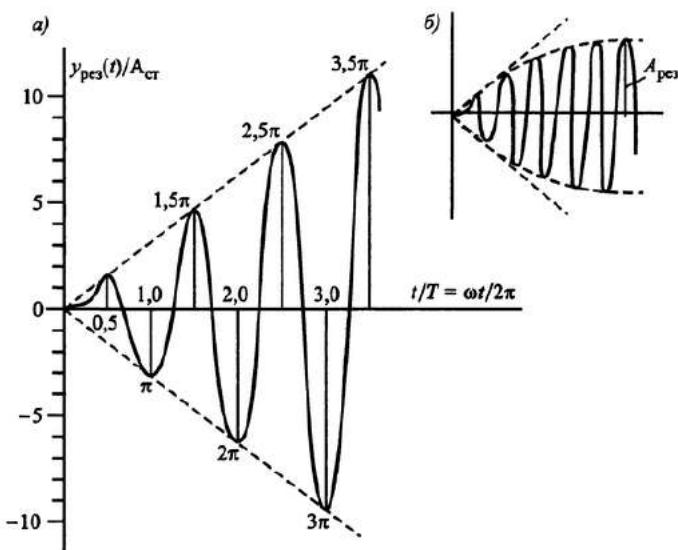 а)
y_рез(t)/A_ст
10
5
0
−5
−10
0,5
1,0
1,5π
2,0
2,5π
3,0
3,5π
π
2π
3π
t/T = ωt/2π
б)
A_рез